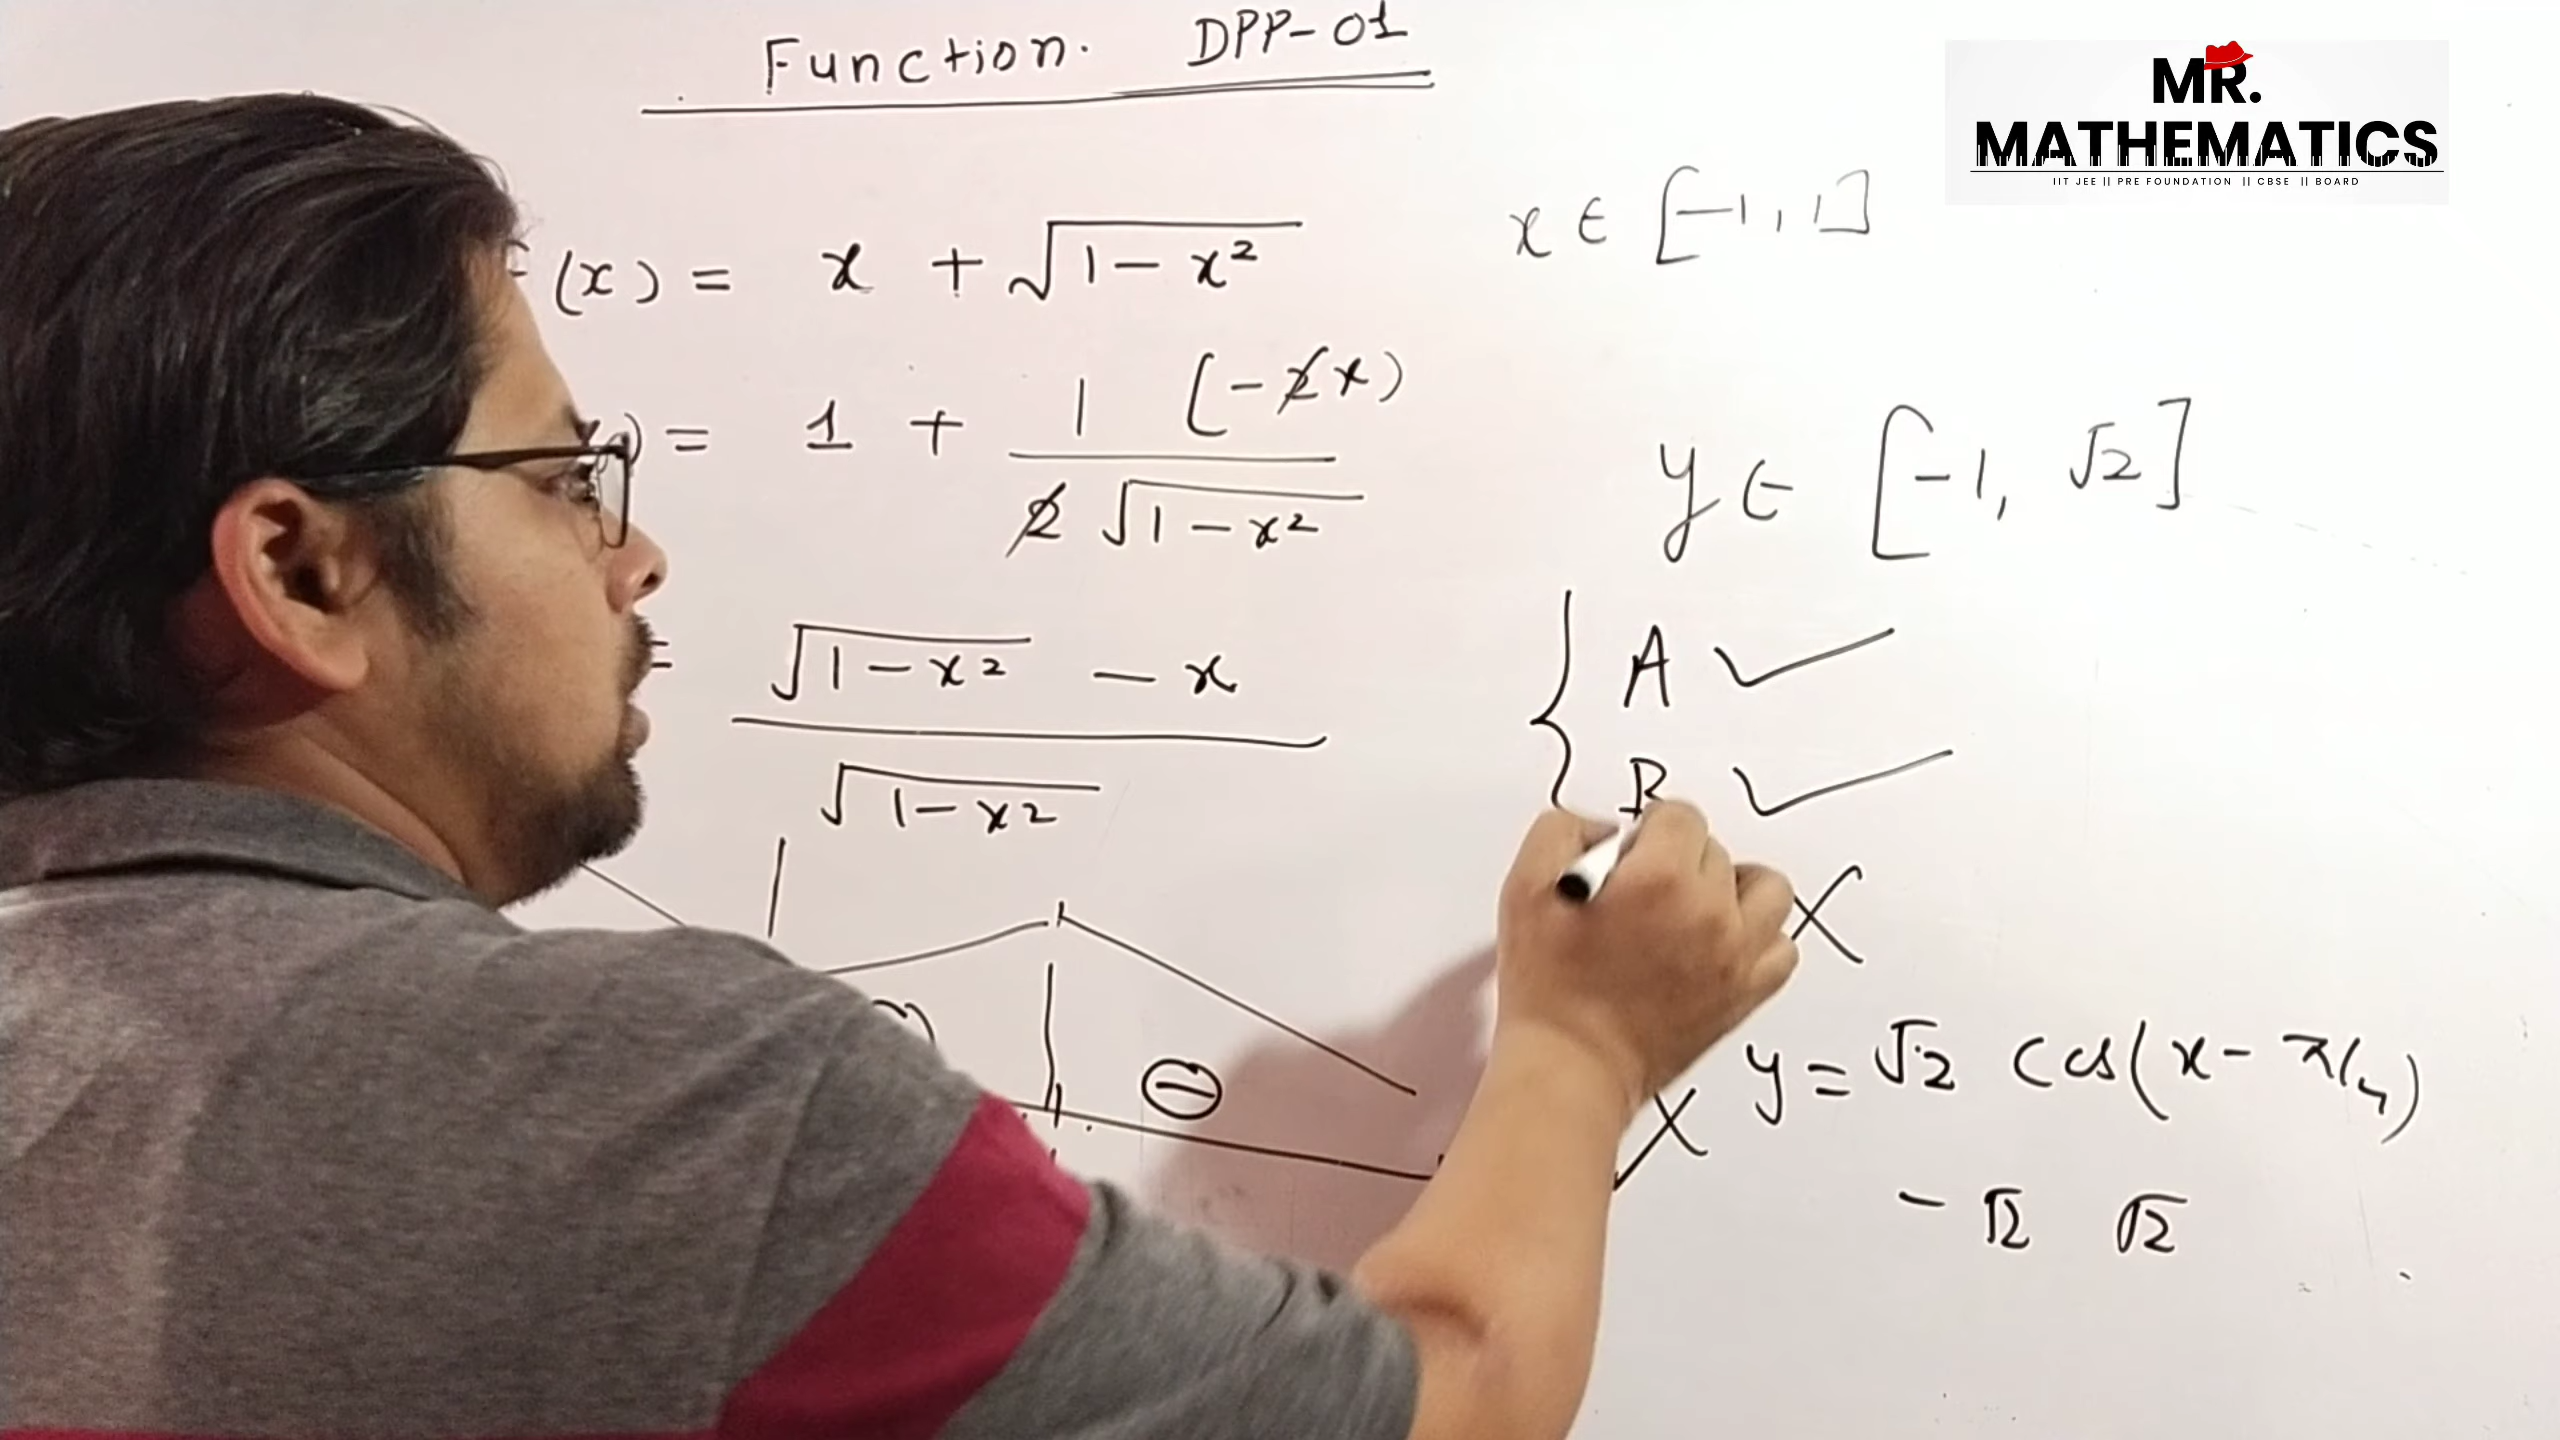 Function. DPP-01
MR.
MATHEMATICS
IIT JEE || PRE FOUNDATION || CBSE || BOARD
(x) = x + √1 - x²
x ∈ [-1, 1]
) = 1 + 1 (-2x) / 2 √1 - x²
y ∈ [-1, √2]
= √1 - x² - x / √1 - x²
A ✓
B ✓
X
⊖
X y = √2 cos(x - π/4)
- √2 √2